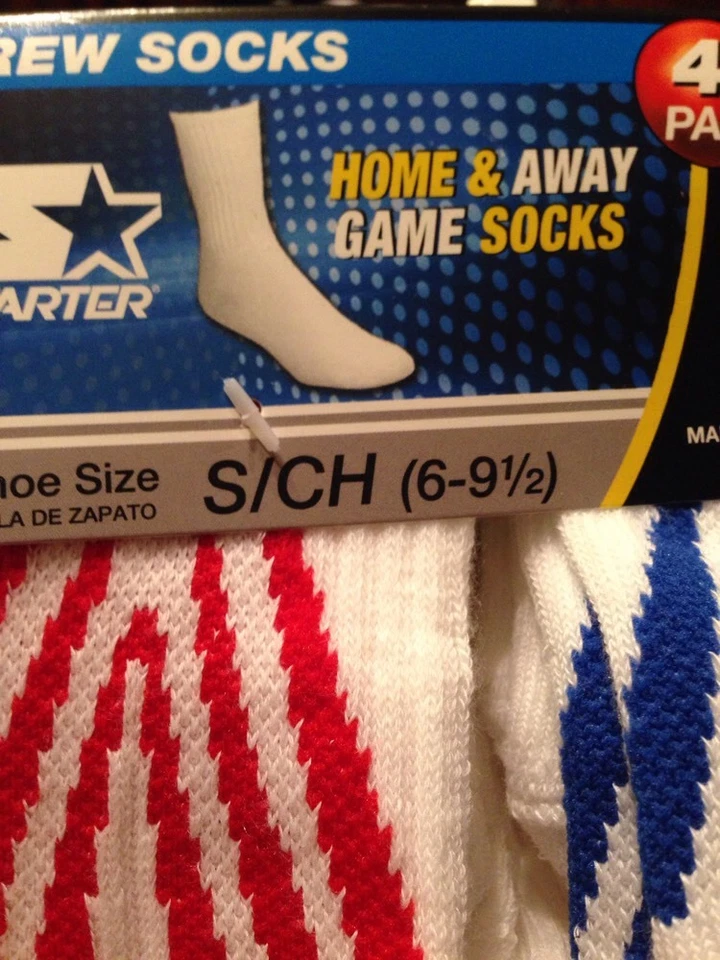 REW SOCKS
4
PA
HOME & AWAY
GAME SOCKS
ARTER®
MA
hoe Size S/CH (6-9½)
LA DE ZAPATO